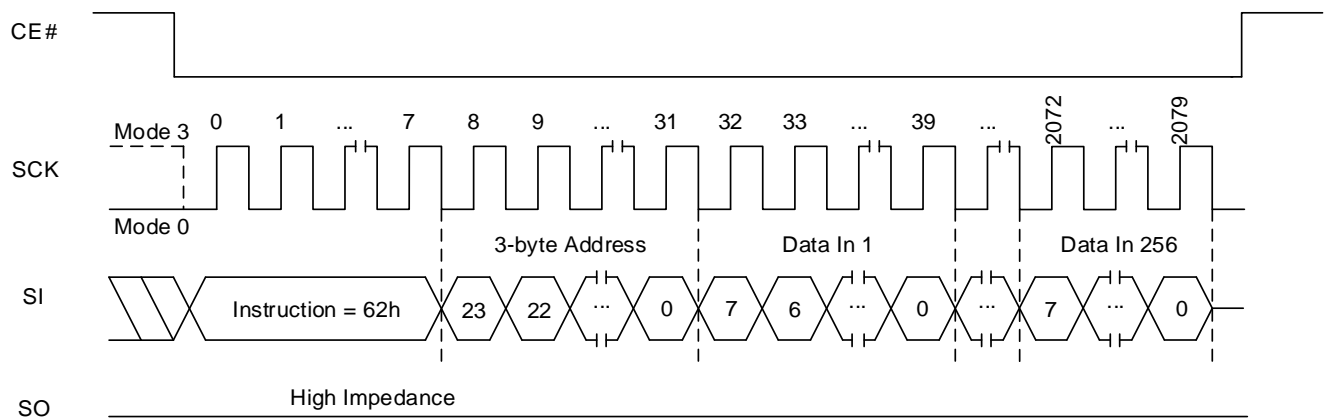 CE#
0 1 ... 7 8 9 ... 31 32 33 ... 39 ... 2072 ... 2079
Mode 3
SCK
Mode 0
3-byte Address Data In 1 Data In 256
SI Instruction = 62h 23 22 ... 0 7 6 ... 0 ... 7 ... 0
High Impedance
SO